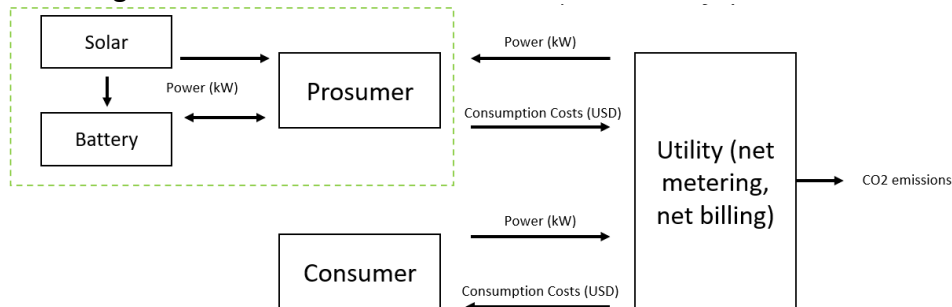 Solar
Power (kW)
Power (kW)
Prosumer
Consumption Costs (USD)
Battery
Utility (net
metering,
net billing)
CO2 emissions
Power (kW)
Consumer
Consumption Costs (USD)